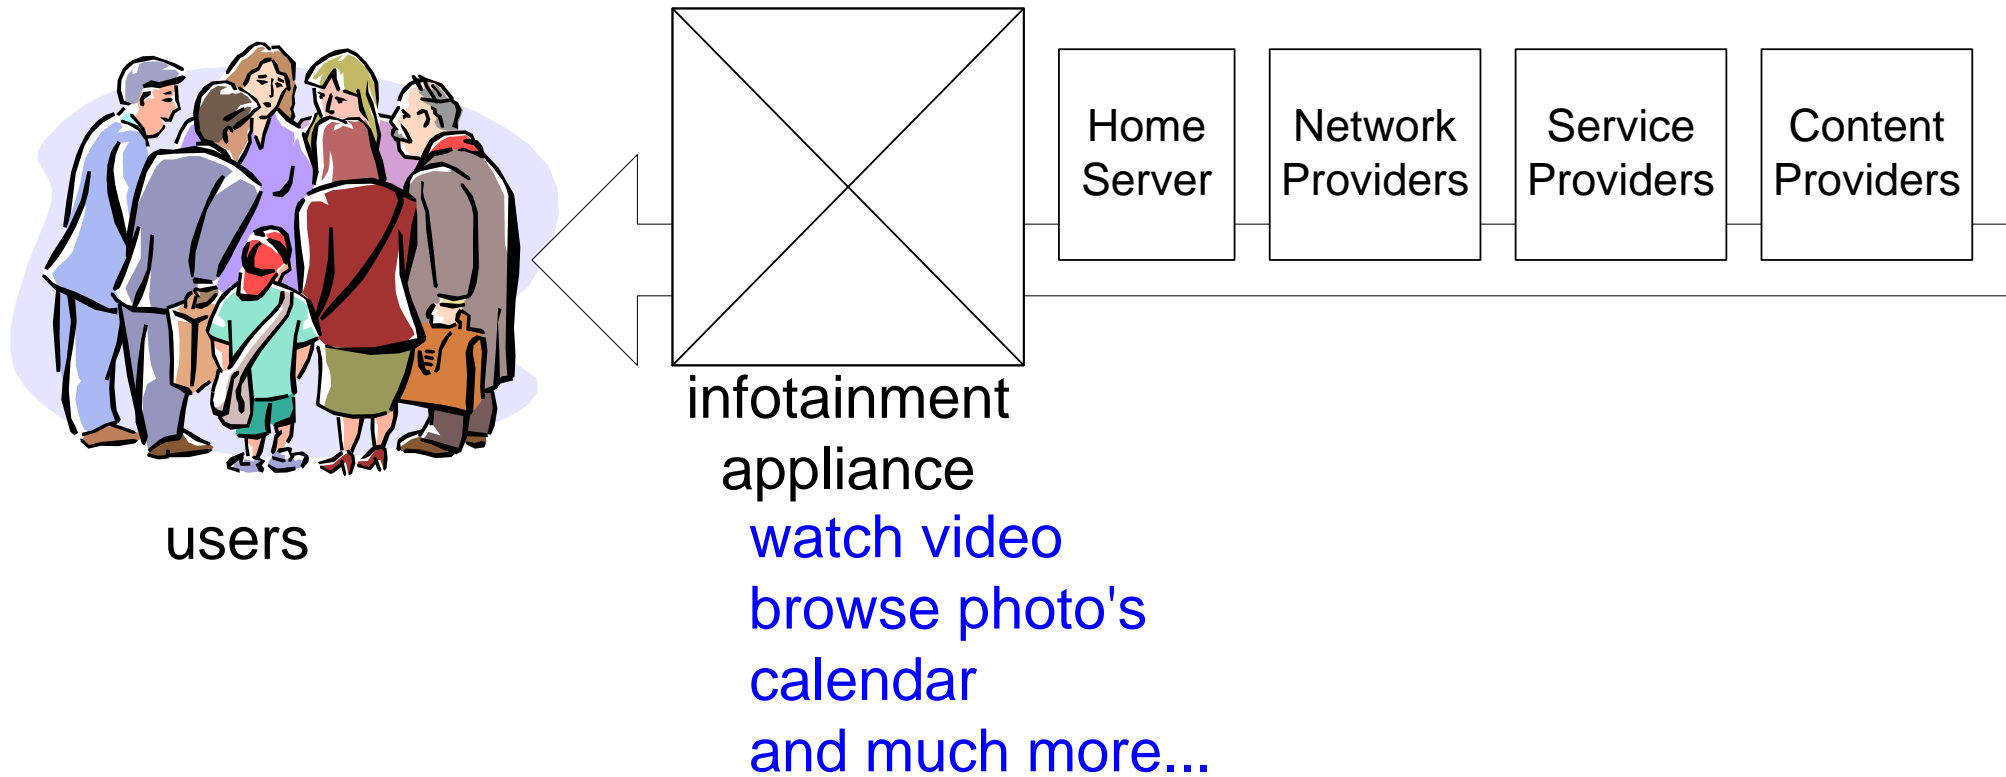 Home
Server
Network
Providers
Service
Providers
Content
Providers
infotainment
appliance
watch video
browse photo's
calendar
and much more...
users